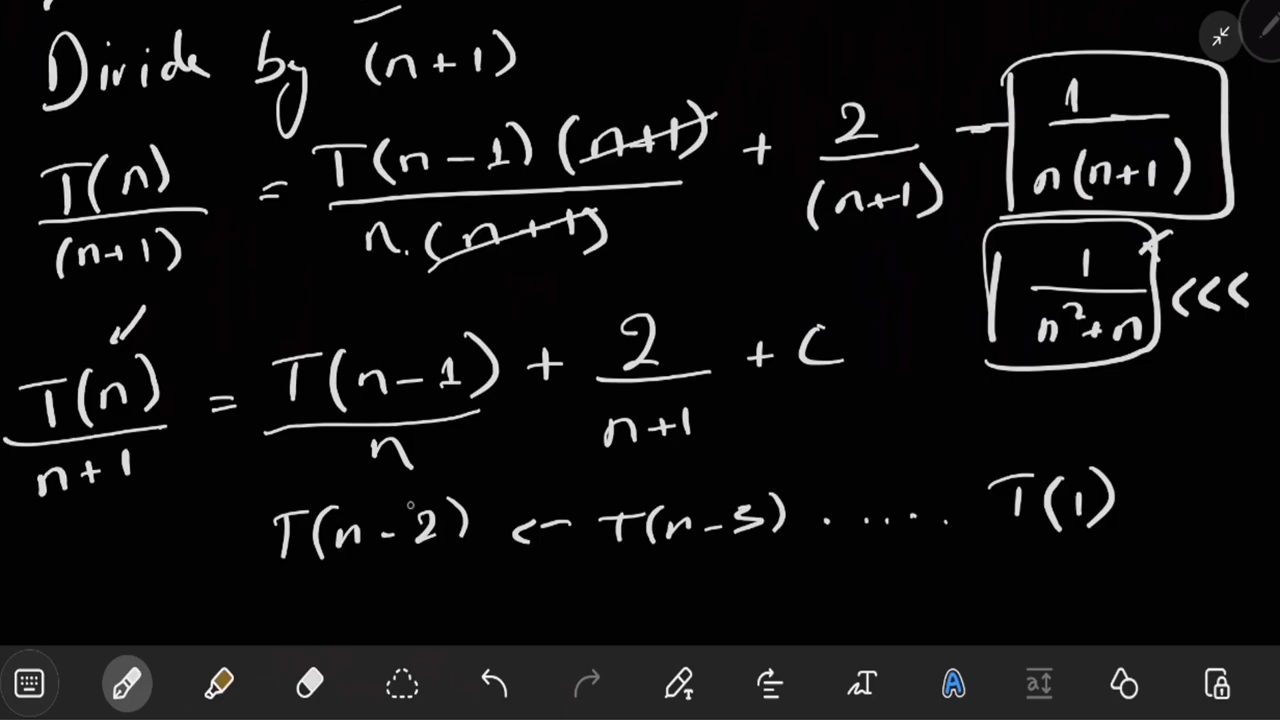 Divide by (n+1)
T(n)/(n+1) = T(n-1)(n+1)/n.(n+1) + 2/(n+1) - 1/n(n+1)
1/n²+n <<<
T(n)/n+1 = T(n-1)/n + 2/n+1 + C
T(n-2) <- T(n-3) ...... T(1)